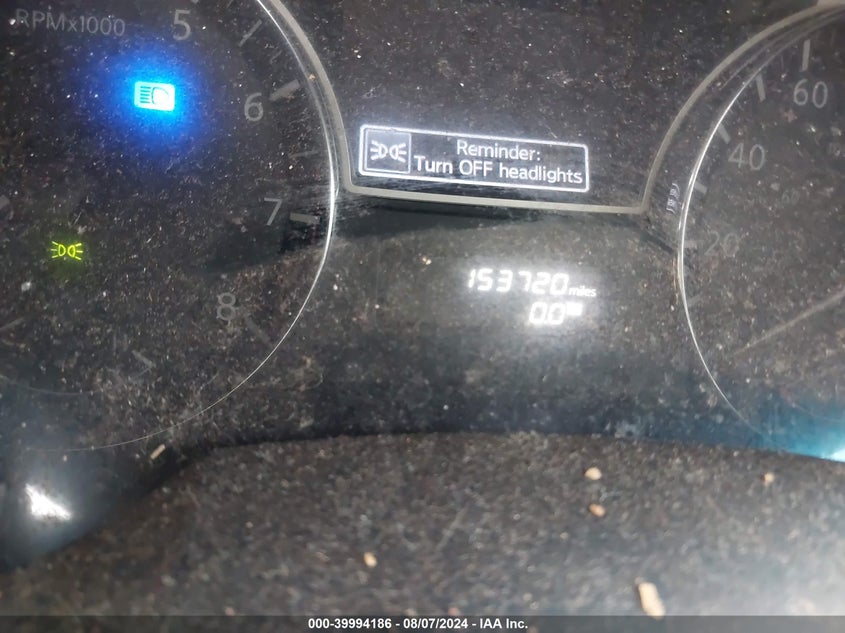 RPMx1000
5
6
7
8
Reminder:
Turn OFF headlights
153720 miles
0.0
60
40
20
000-39994186 - 08/07/2024 - IAA Inc.